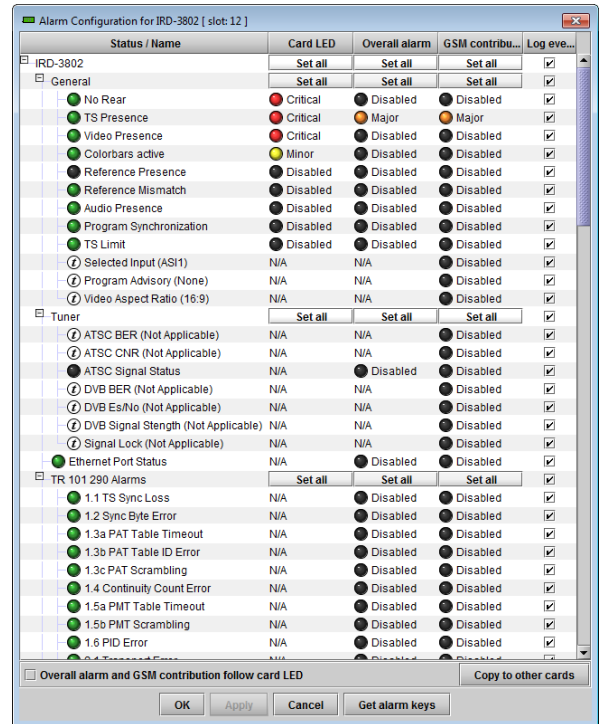 Alarm Configuration for IRD-3802 [ slot: 12 ]
Status / Name Card LED Overall alarm GSM contribu... Log eve...
IRD-3802 Set all Set all Set all
General Set all Set all Set all
No Rear Critical Disabled Disabled
TS Presence Critical Major Major
Video Presence Critical Disabled Disabled
Colorbars active Minor Disabled Disabled
Reference Presence Disabled Disabled Disabled
Reference Mismatch Disabled Disabled Disabled
Audio Presence Disabled Disabled Disabled
Program Synchronization Disabled Disabled Disabled
TS Limit Disabled Disabled Disabled
Selected Input (ASI1) N/A N/A Disabled
Program Advisory (None) N/A N/A Disabled
Video Aspect Ratio (16:9) N/A N/A Disabled
Tuner Set all Set all Set all
ATSC BER (Not Applicable) N/A N/A Disabled
ATSC CNR (Not Applicable) N/A N/A Disabled
ATSC Signal Status N/A Disabled Disabled
DVB BER (Not Applicable) N/A N/A Disabled
DVB Es/No (Not Applicable) N/A N/A Disabled
DVB Signal Stength (Not Applicable) N/A N/A Disabled
Signal Lock (Not Applicable) N/A N/A Disabled
Ethernet Port Status N/A Disabled Disabled
TR 101 290 Alarms Set all Set all Set all
1.1 TS Sync Loss N/A Disabled Disabled
1.2 Sync Byte Error N/A Disabled Disabled
1.3a PAT Table Timeout N/A Disabled Disabled
1.3b PAT Table ID Error N/A Disabled Disabled
1.3c PAT Scrambling N/A Disabled Disabled
1.4 Continuity Count Error N/A Disabled Disabled
1.5a PMT Table Timeout N/A Disabled Disabled
1.5b PMT Scrambling N/A Disabled Disabled
1.6 PID Error N/A Disabled Disabled
Overall alarm and GSM contribution follow card LED Copy to other cards
OK Apply Cancel Get alarm keys